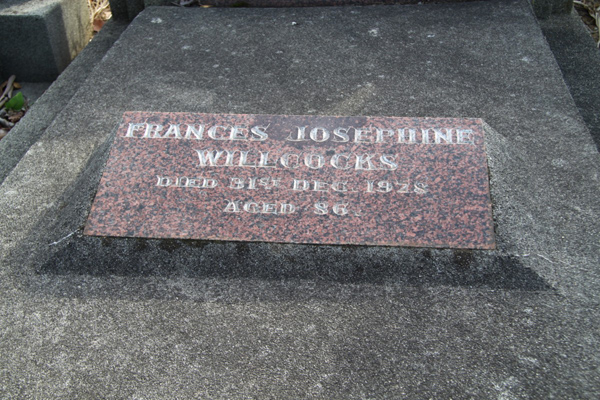 FRANCES JOSEPHINE
WILLCOCKS
DIED 31ST DEC. 1978
AGED 86.